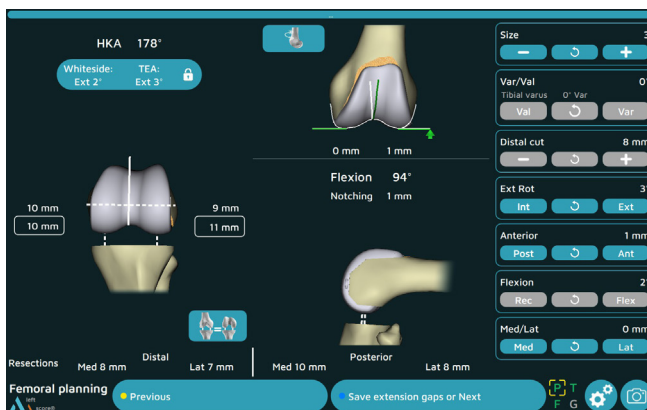 HKA 178°
Whiteside: TEA:
Ext 2° Ext 3°
10 mm 9 mm
10 mm 11 mm
0 mm 1 mm
Flexion 94°
Notching 1 mm
Size
Var/Val 0°
Tibial varus 0° Var
Val Var
Distal cut 8 mm
Ext Rot 3°
Int Ext
Anterior 1 mm
Post Ant
Flexion 2°
Rec Flex
Med/Lat 0 mm
Med Lat
Distal Posterior
Resections Med 8 mm Lat 7 mm Med 10 mm Lat 8 mm
Femoral planning
left
score®
Previous
Save extension gaps or Next
P T
F G